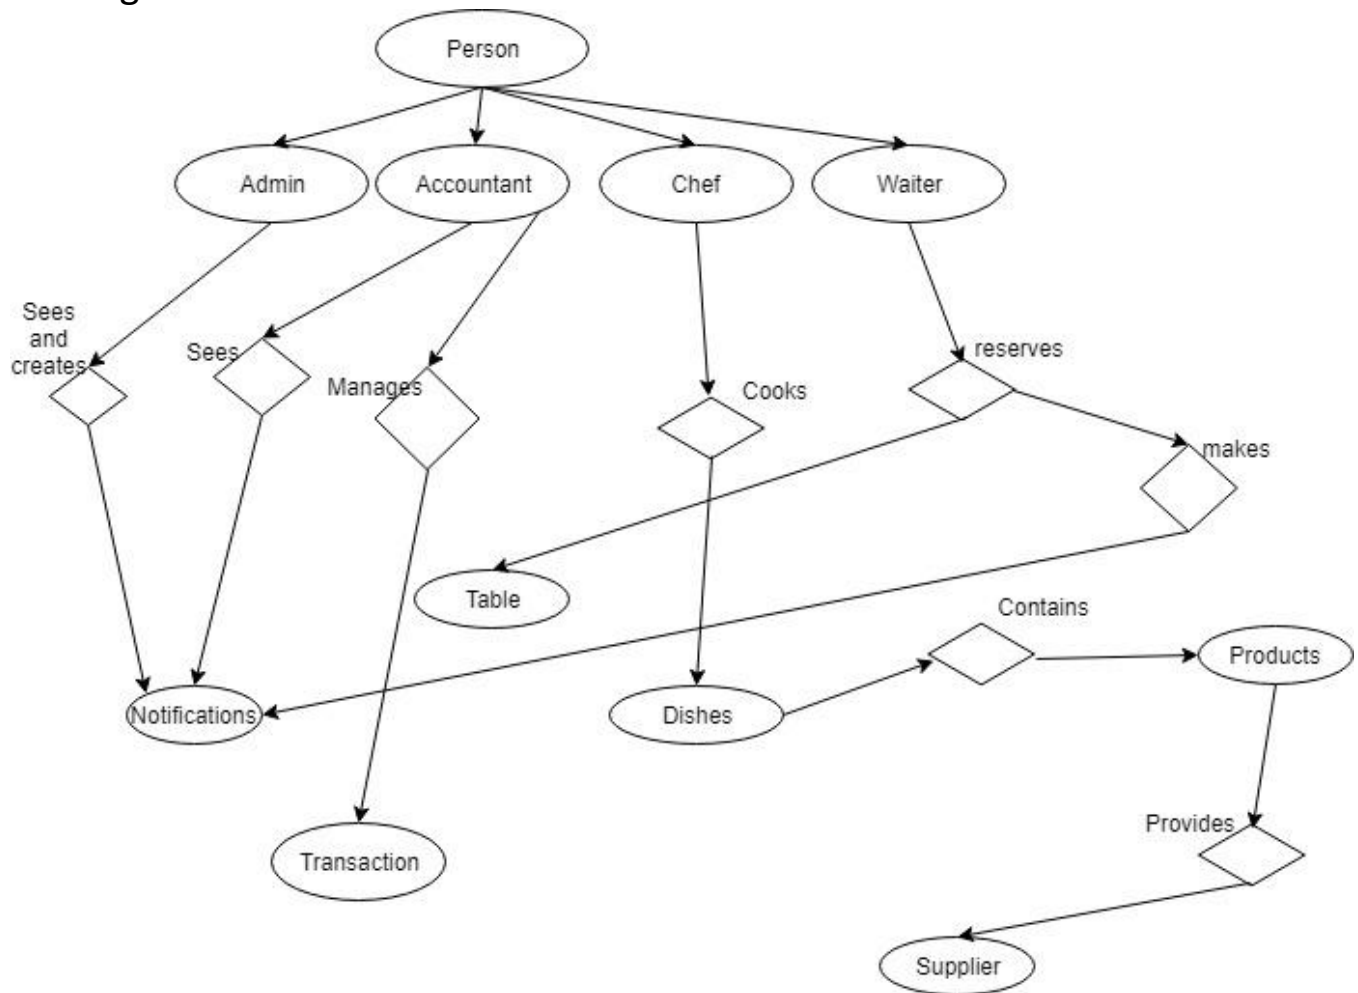 Person
Admin
Accountant
Chef
Waiter
Sees
and
creates
Sees
Manages
Cooks
reserves
makes
Table
Contains
Products
Notifications
Dishes
Provides
Transaction
Supplier